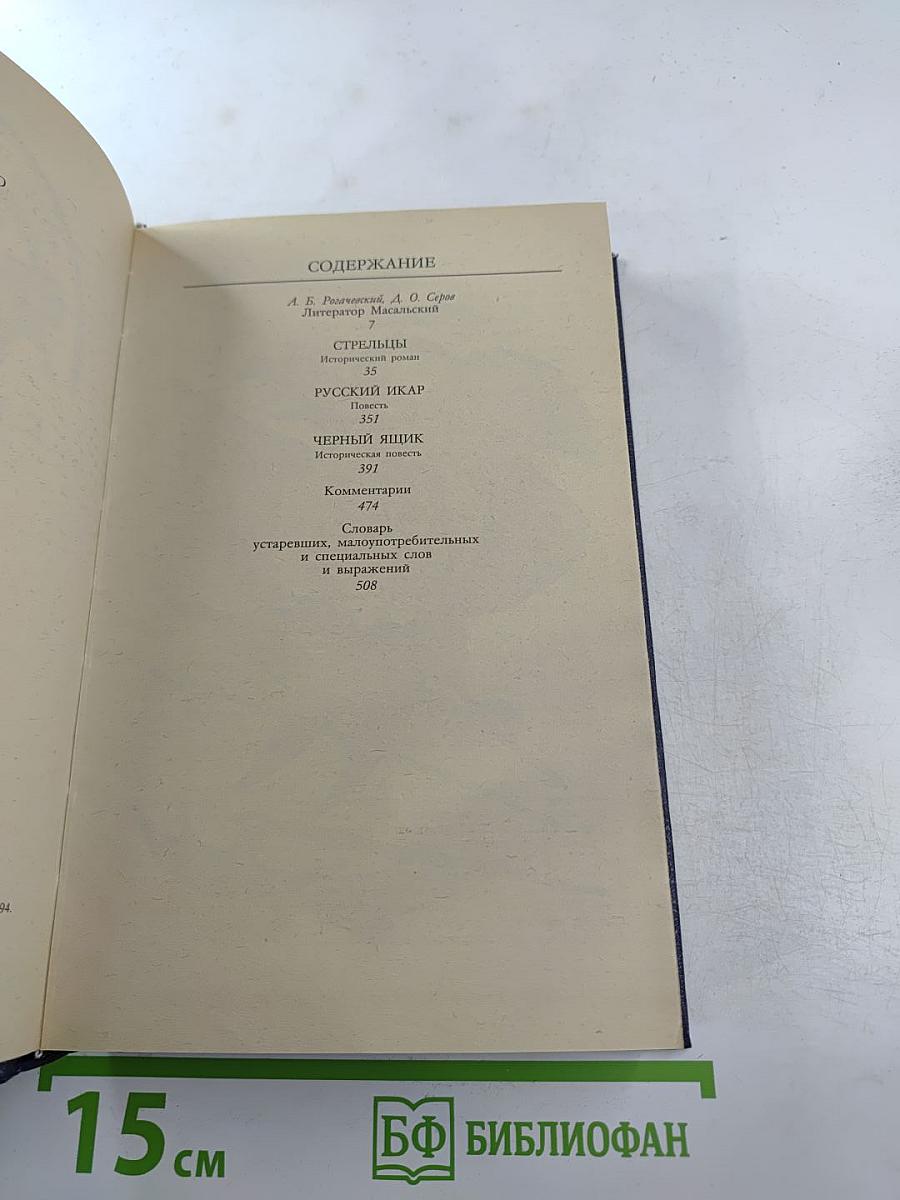 СОДЕРЖАНИЕ
А. Б. Рогачевский, Д. О. Серов
Литератор Масальский
7
СТРЕЛЬЦЫ
Исторический роман
35
РУССКИЙ ИКАР
Повесть
351
ЧЕРНЫЙ ЯЩИК
Историческая повесть
391
Комментарии
474
Словарь
устаревших, малоупотребительных
и специальных слов
и выражений
508
94.
15 см
БФ БИБЛИОФАН